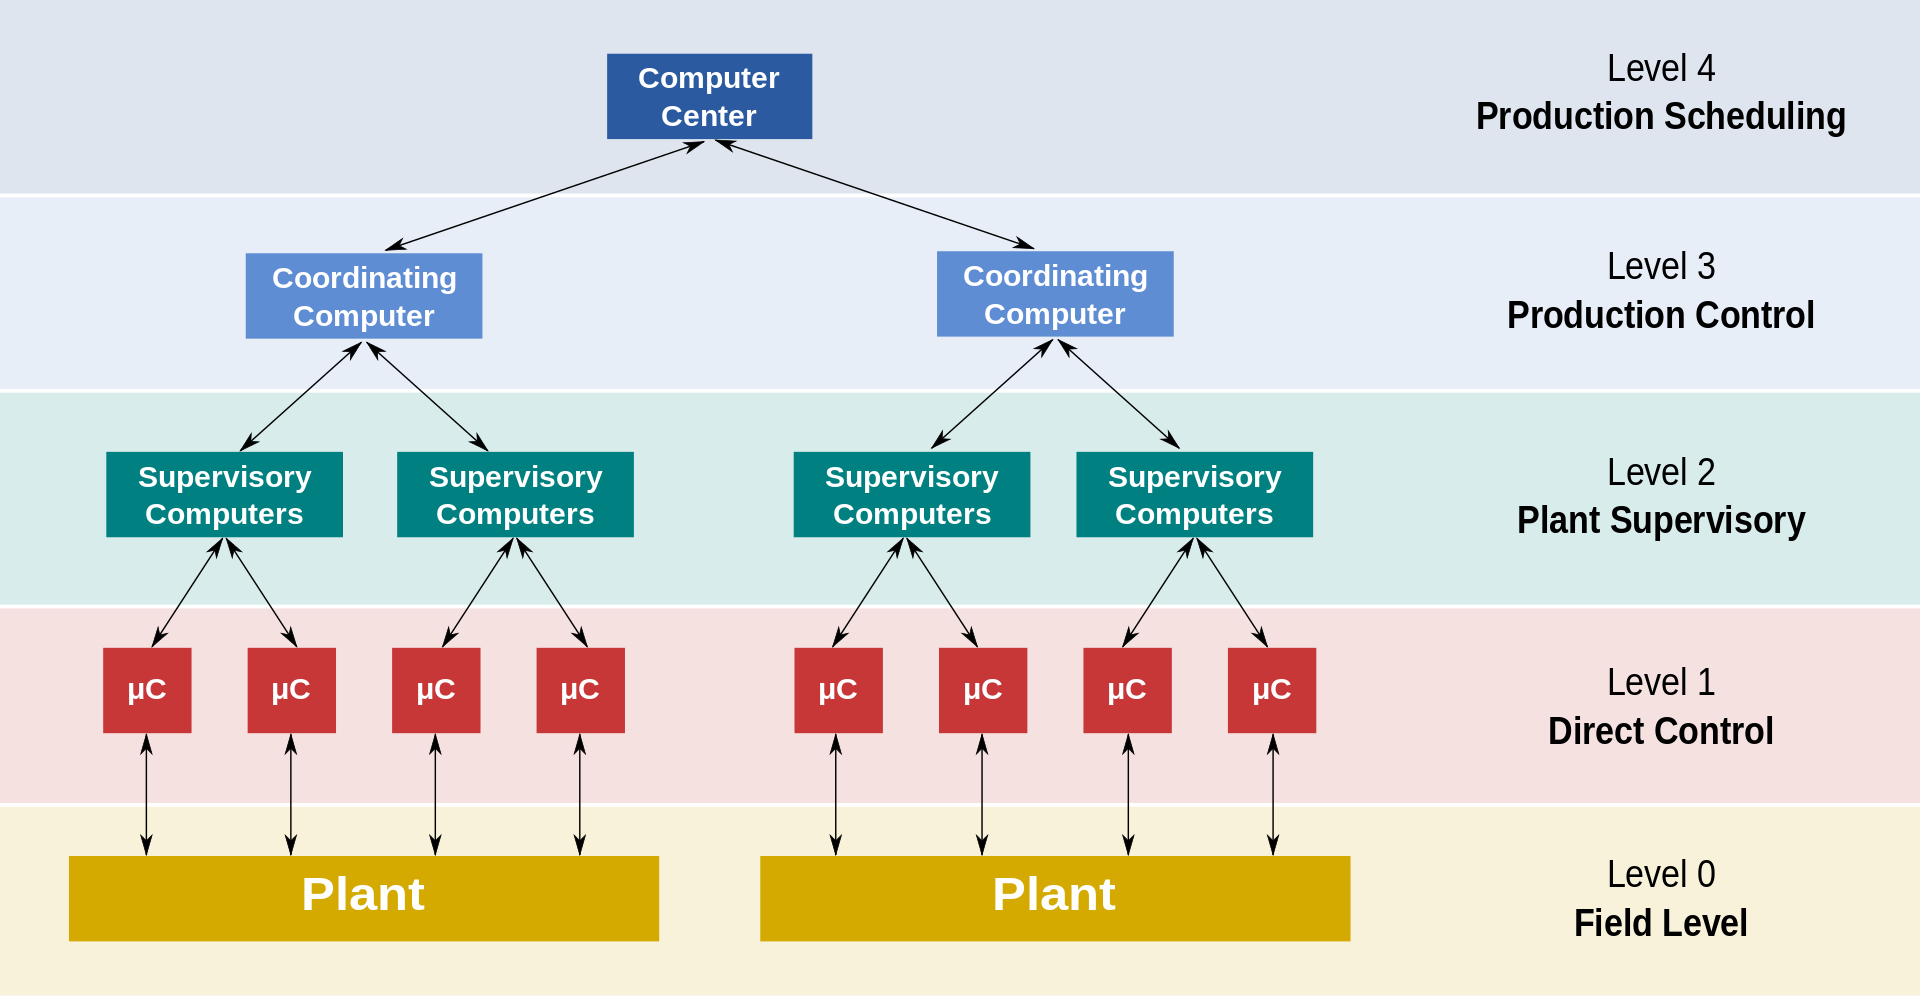 Computer
Center
Level 4
Production Scheduling
Coordinating
Computer
Coordinating
Computer
Level 3
Production Control
Supervisory
Computers
Supervisory
Computers
Supervisory
Computers
Supervisory
Computers
Level 2
Plant Supervisory
µC
µC
µC
µC
µC
µC
µC
µC
Level 1
Direct Control
Plant
Plant
Level 0
Field Level